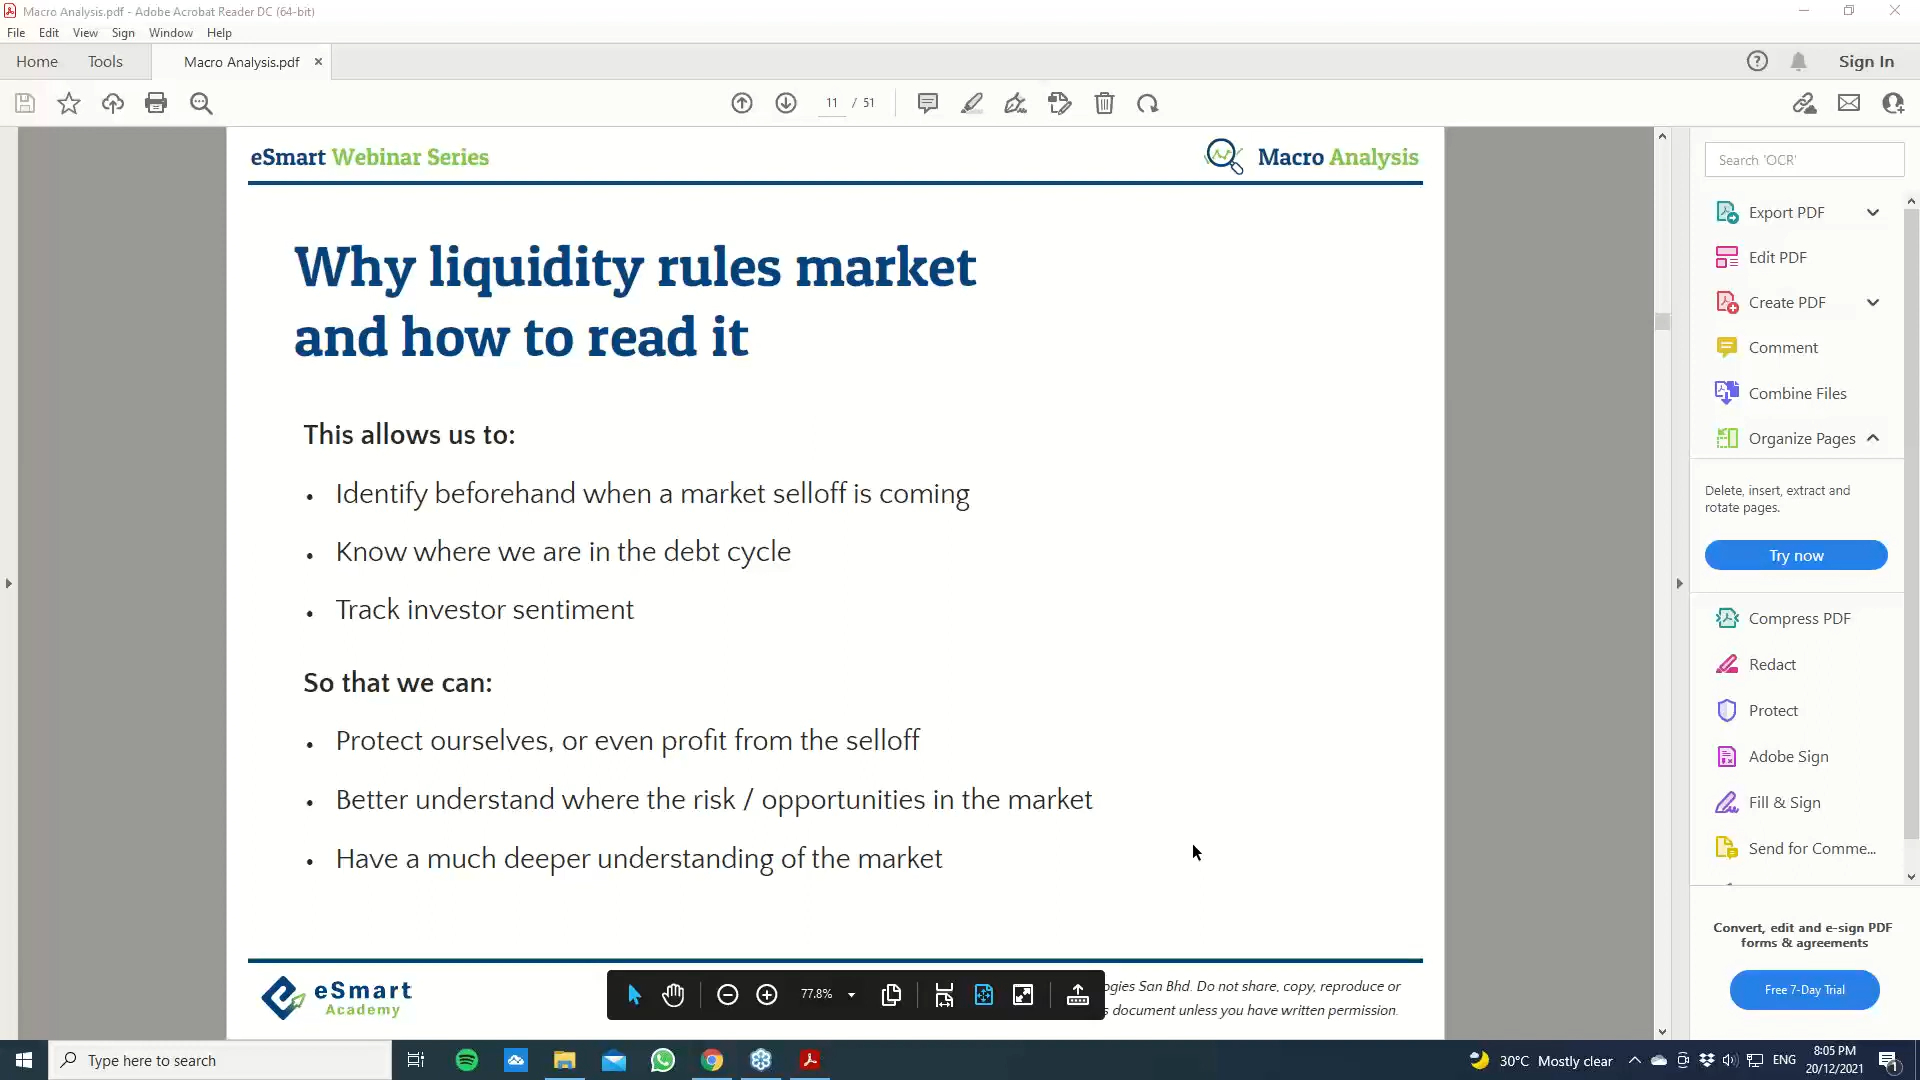 Macro Analysis.pdf - Adobe Acrobat Reader DC (64-bit)
File Edit View Sign Window Help
Home Tools Macro Analysis.pdf Sign In
11 / 51
eSmart Webinar Series
Macro Analysis
Why liquidity rules market
and how to read it
This allows us to:
• Identify beforehand when a market selloff is coming
• Know where we are in the debt cycle
• Track investor sentiment
So that we can:
• Protect ourselves, or even profit from the selloff
• Better understand where the risk / opportunities in the market
• Have a much deeper understanding of the market
eSmart
Academy
77.8%
ogies San Bhd. Do not share, copy, reproduce or
s document unless you have written permission.
Search 'OCR'
Export PDF
Edit PDF
Create PDF
Comment
Combine Files
Organize Pages
Delete, insert, extract and
rotate pages.
Try now
Compress PDF
Redact
Protect
Adobe Sign
Fill & Sign
Send for Comme...
Convert, edit and e-sign PDF
forms & agreements
Free 7-Day Trial
Type here to search
30°C Mostly clear
ENG
8:05 PM
20/12/2021
1